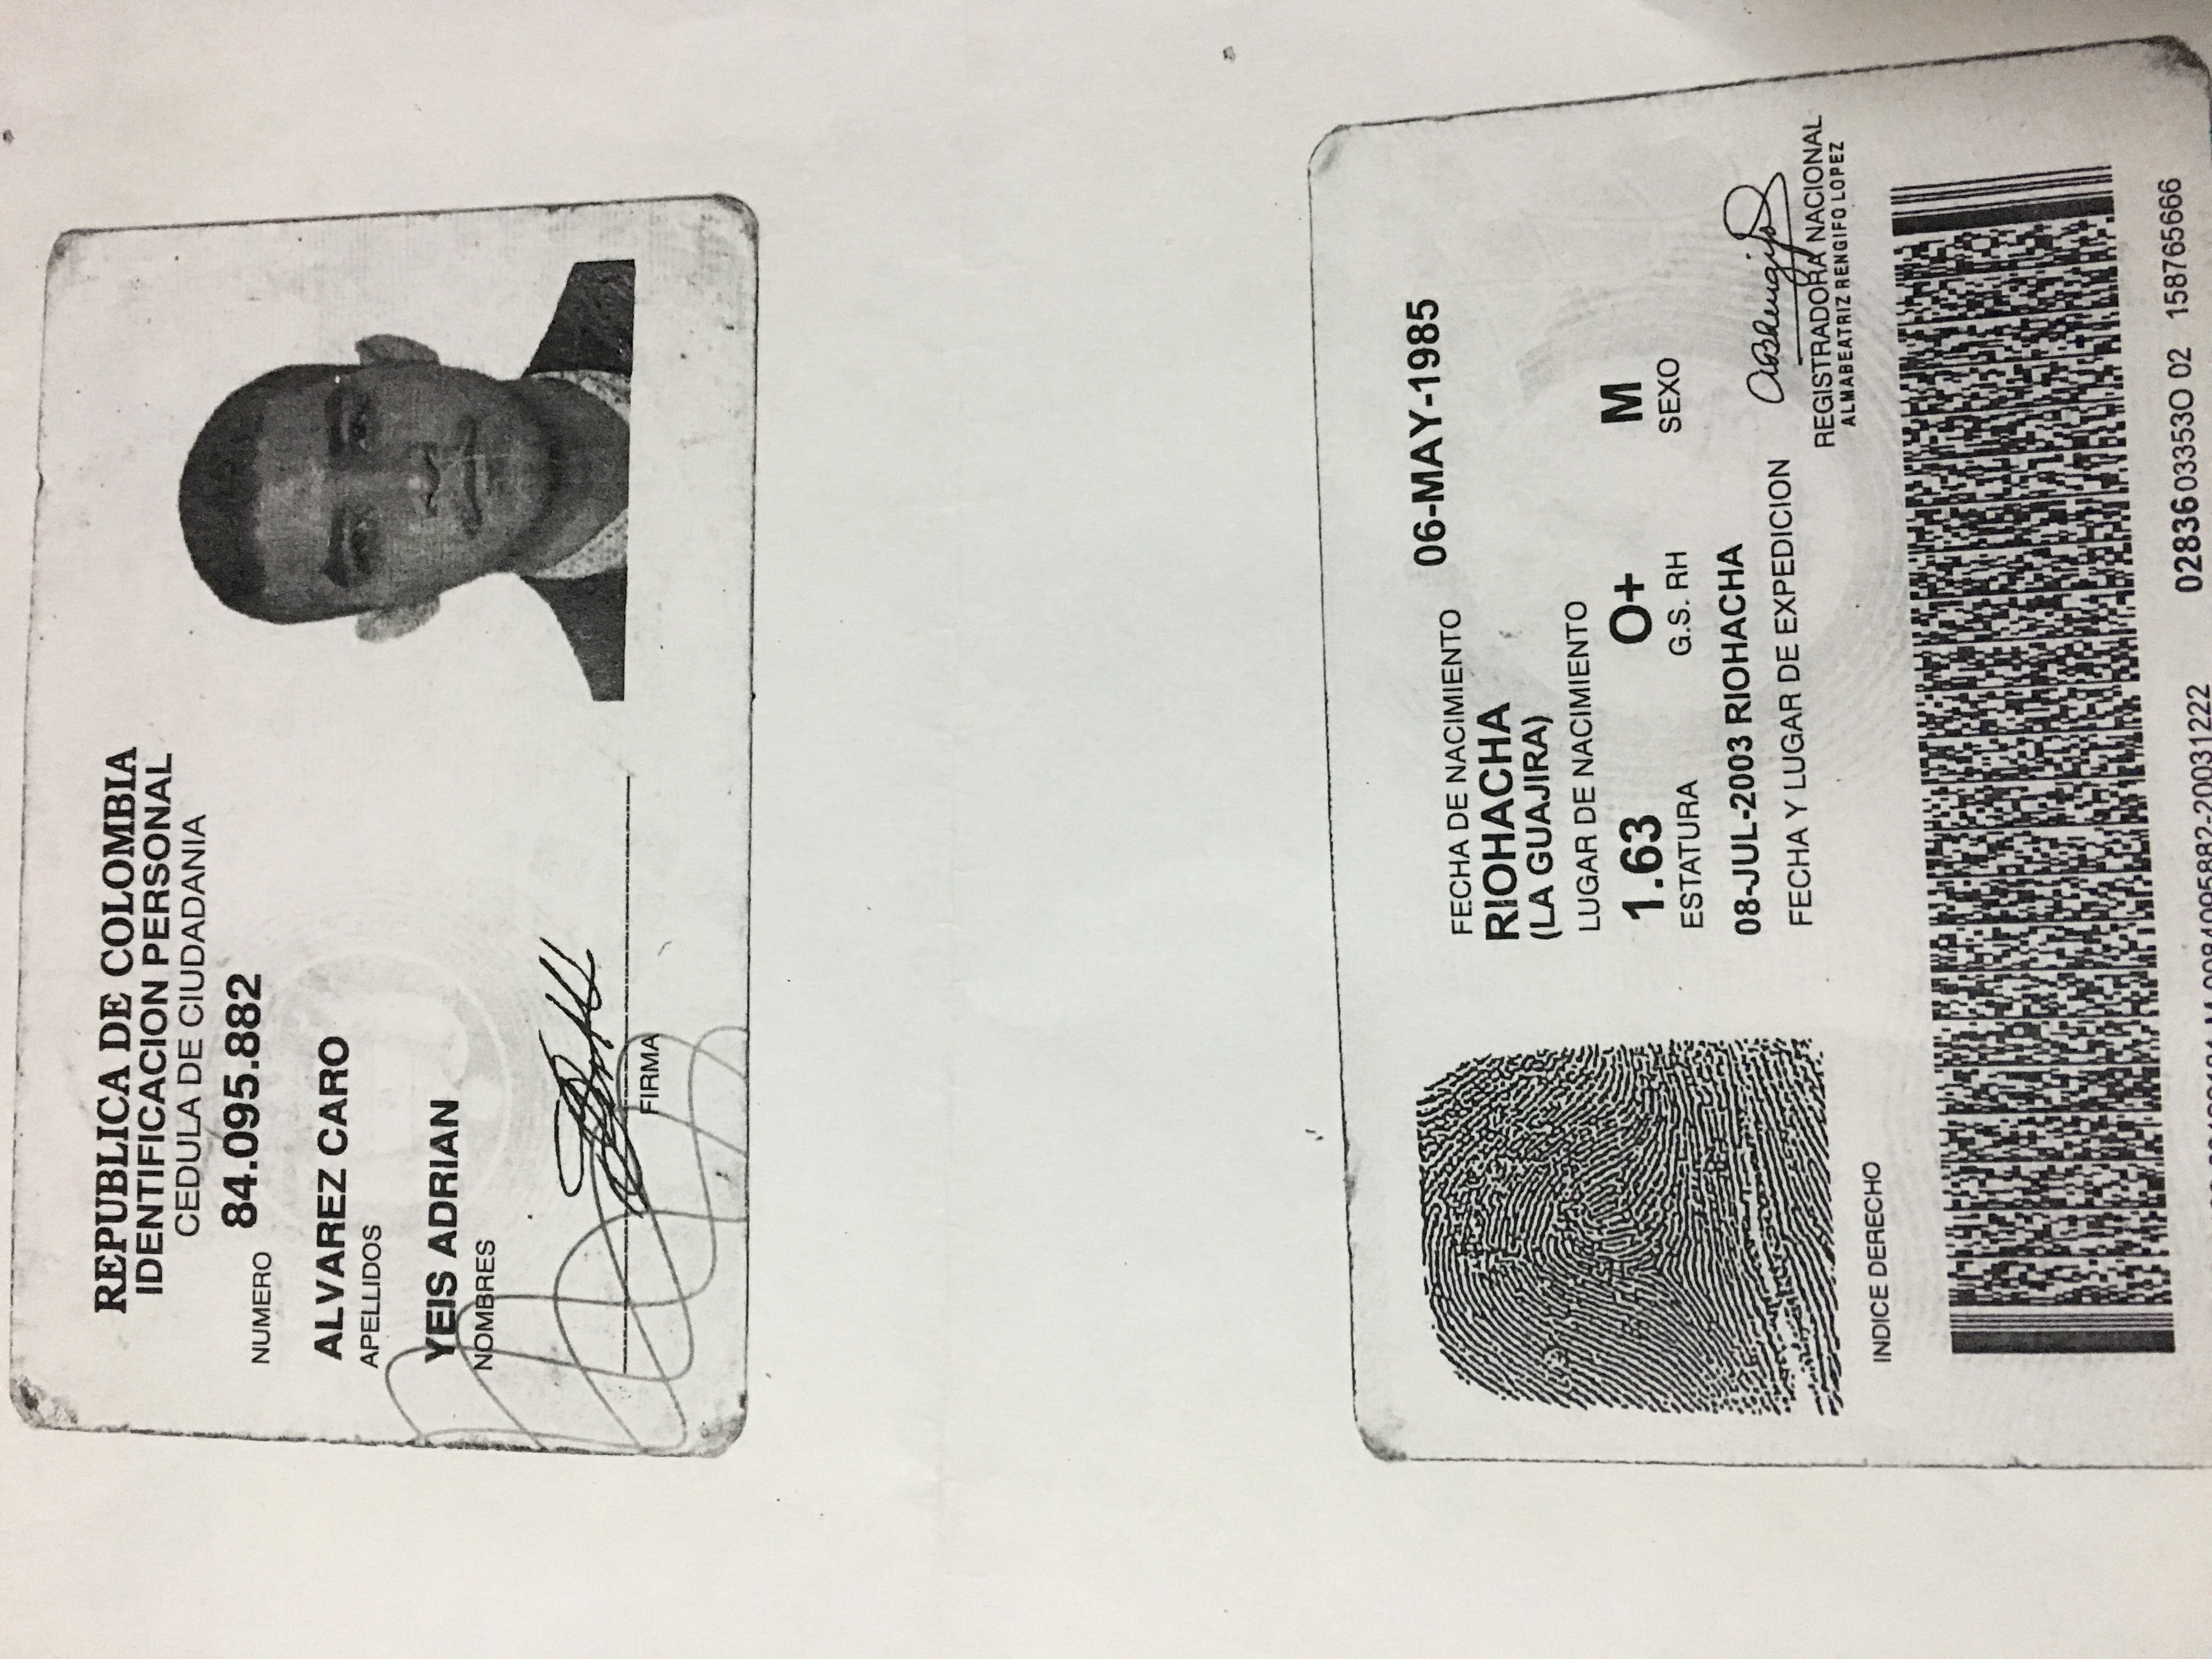 REPUBLICA DE COLOMBIA
IDENTIFICACION PERSONAL
CEDULA DE CIUDADANIA
NUMERO 84.095.882
ALVAREZ CARO
APELLIDOS
YEIS ADRIAN
NOMBRES
FIRMA
FECHA DE NACIMIENTO 06-MAY-1985
RIOHACHA
(LA GUAJIRA)
LUGAR DE NACIMIENTO
1.63 O+ M
ESTATURA G.S. RH SEXO
08-JUL-2003 RIOHACHA
FECHA Y LUGAR DE EXPEDICION
REGISTRADORA NACIONAL
ALMABEATRIZ RENGIFO LOPEZ
INDICE DERECHO
M-0084095882-20031222 02836 03353O 02 158765666